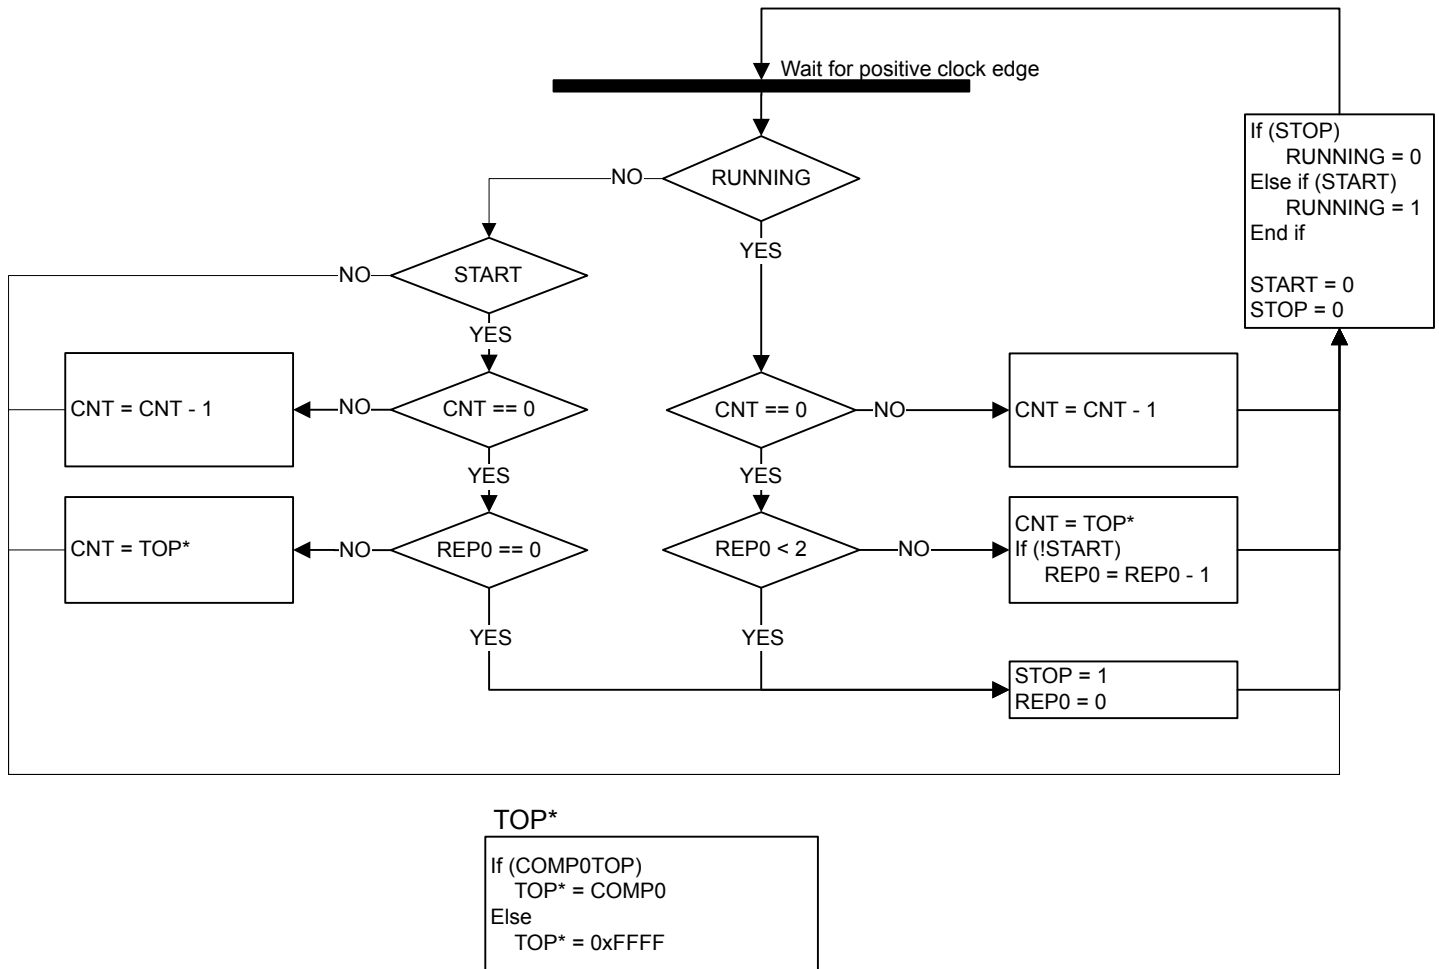 Wait for positive clock edge
If (STOP)
RUNNING = 0
Else if (START)
RUNNING = 1
End if
START = 0
STOP = 0
NO
RUNNING
YES
NO
START
YES
CNT = CNT - 1
NO
CNT == 0
CNT == 0
NO
CNT = CNT - 1
YES
YES
CNT = TOP*
NO
REP0 == 0
REP0 < 2
NO
CNT = TOP*
If (!START)
REP0 = REP0 - 1
YES
YES
STOP = 1
REP0 = 0
TOP*
If (COMP0TOP)
TOP* = COMP0
Else
TOP* = 0xFFFF